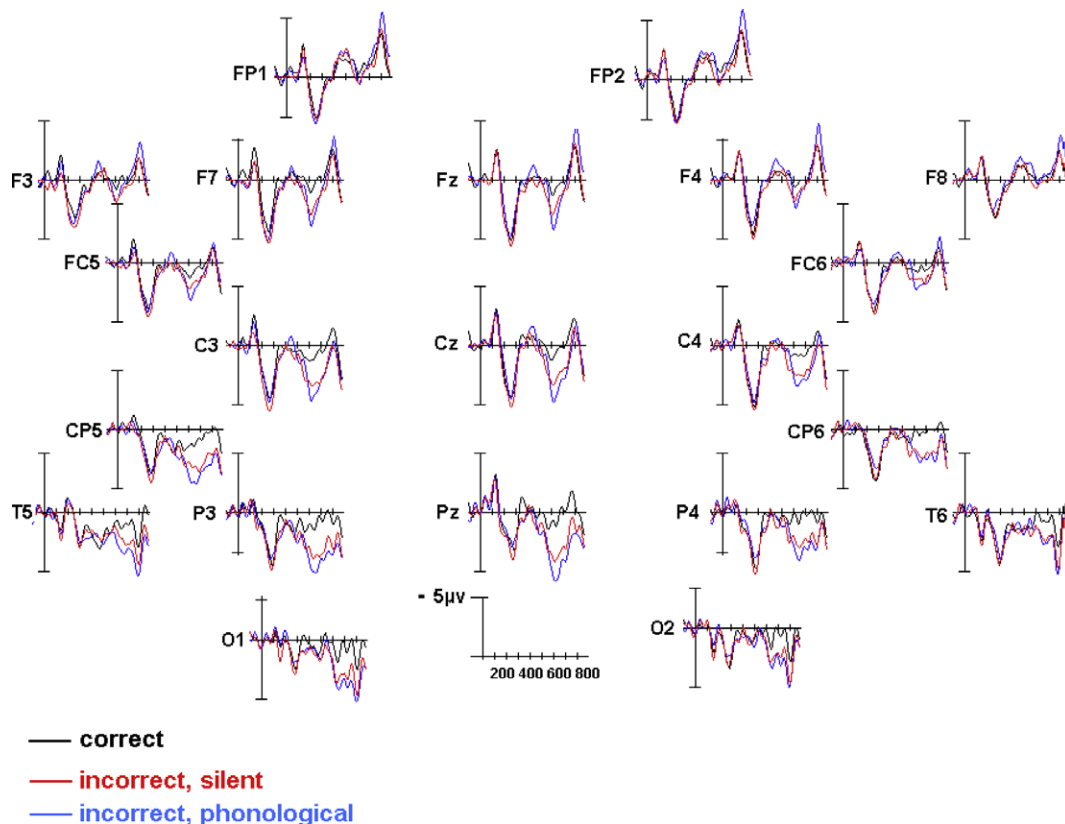 FP1 FP2
F3 F7 Fz F4 F8
FC5 FC6
C3 Cz C4
CP5 CP6
T5 P3 Pz P4 T6
- 5µv
O1 O2
200 400 600 800
correct
incorrect, silent
incorrect, phonological